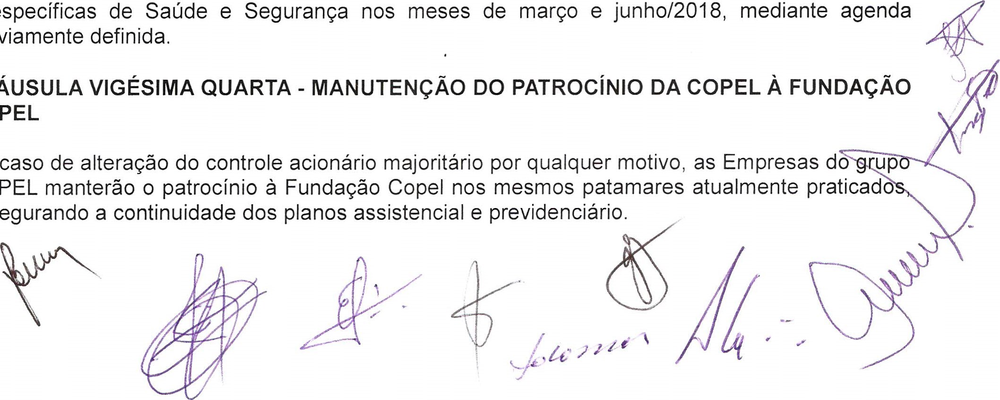 específicas de Saúde e Segurança nos meses de março e junho/2018, mediante agenda
viamente definida.
ÁUSULA VIGÉSIMA QUARTA - MANUTENÇÃO DO PATROCÍNIO DA COPEL À FUNDAÇÃO
PEL
caso de alteração do controle acionário majoritário por qualquer motivo, as Empresas do grupo
PEL manterão o patrocínio à Fundação Copel nos mesmos patamares atualmente praticados,
egurando a continuidade dos planos assistencial e previdenciário.